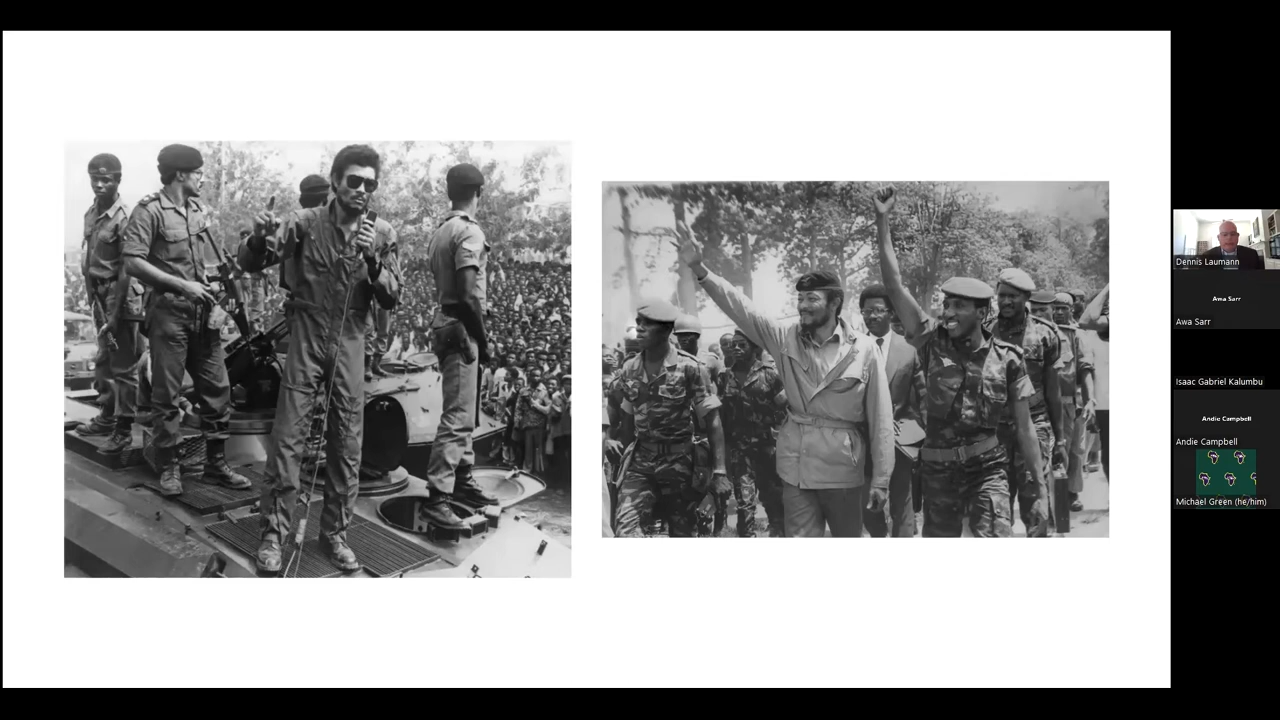 Dennis Laumann
Awa Sarr
Awa Sarr
Isaac Gabriel Kalumbu
Andie Campbell
Andie Campbell
Michael Green (he/him)